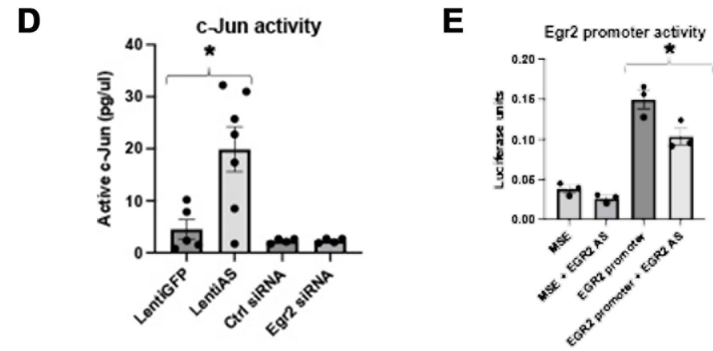 D
c-Jun activity
*
Active c-Jun (pg/ul)
40
30
20
10
0
LentiGFP
LentiAS
Ctrl siRNA
Egr2 siRNA
E
Egr2 promoter activity
*
Luciferase units
0.20
0.15
0.10
0.05
0.00
MSE
MSE + EGR2 AS
EGR2 promoter
EGR2 promoter + EGR2 AS